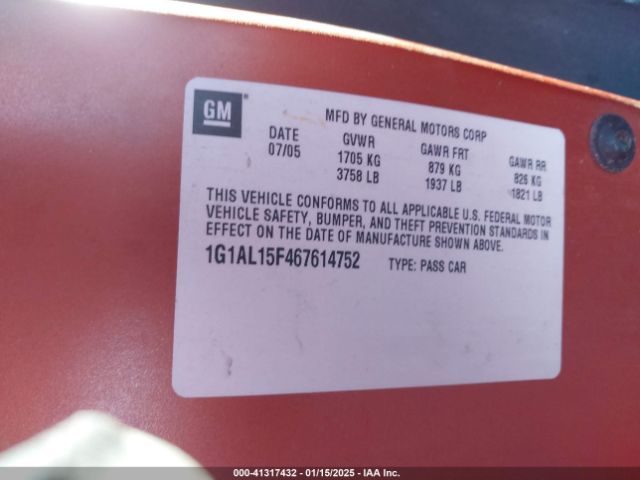 GM
MFD BY GENERAL MOTORS CORP
DATE GVWR GAWR FRT GAWR RR
07/05 1705 KG 879 KG 826 KG
3758 LB 1937 LB 1821 LB
THIS VEHICLE CONFORMS TO ALL APPLICABLE U.S. FEDERAL MOTOR
VEHICLE SAFETY, BUMPER, AND THEFT PREVENTION STANDARDS IN
EFFECT ON THE DATE OF MANUFACTURE SHOWN ABOVE.
1G1AL15F467614752 TYPE: PASS CAR
000-41317432 - 01/15/2025 - IAA Inc.